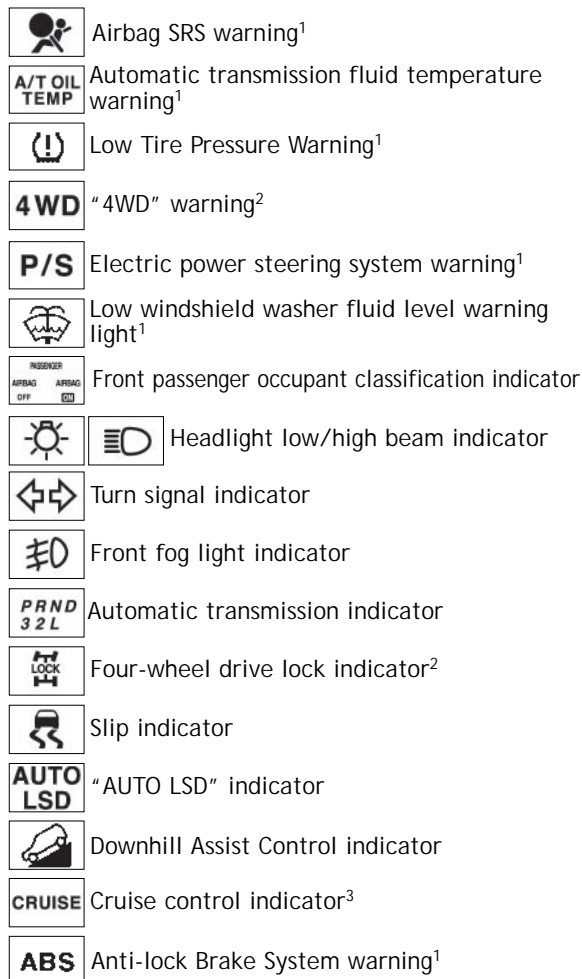 Airbag SRS warning¹
A/T OIL TEMP Automatic transmission fluid temperature
warning¹
(!) Low Tire Pressure Warning¹
4WD “4WD” warning²
P/S Electric power steering system warning¹
Low windshield washer fluid level warning
light¹
PASSENGER
AIRBAG AIRBAG
OFF ON
Front passenger occupant classification indicator
Headlight low/high beam indicator
Turn signal indicator
Front fog light indicator
PRND
32L
Automatic transmission indicator
LOCK Four-wheel drive lock indicator²
Slip indicator
AUTO
LSD
“AUTO LSD” indicator
Downhill Assist Control indicator
CRUISE Cruise control indicator³
ABS Anti-lock Brake System warning¹